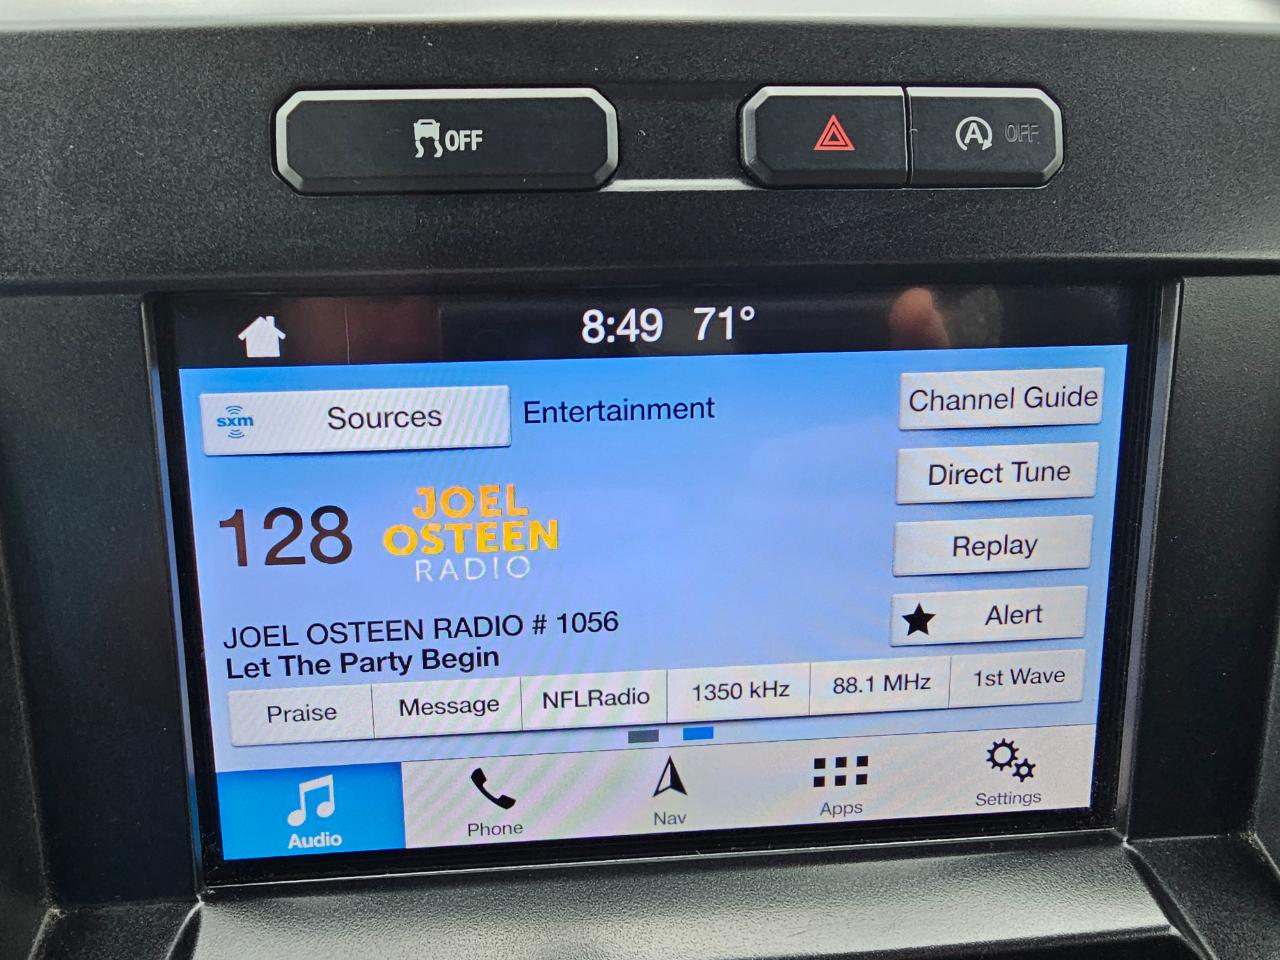 OFF
A OFF
8:49 71°
sxm Sources
Entertainment
Channel Guide
Direct Tune
128
JOEL
OSTEEN
RADIO
Replay
Alert
JOEL OSTEEN RADIO # 1056
Let The Party Begin
Praise Message NFLRadio 1350 kHz 88.1 MHz 1st Wave
Audio Phone Nav Apps Settings